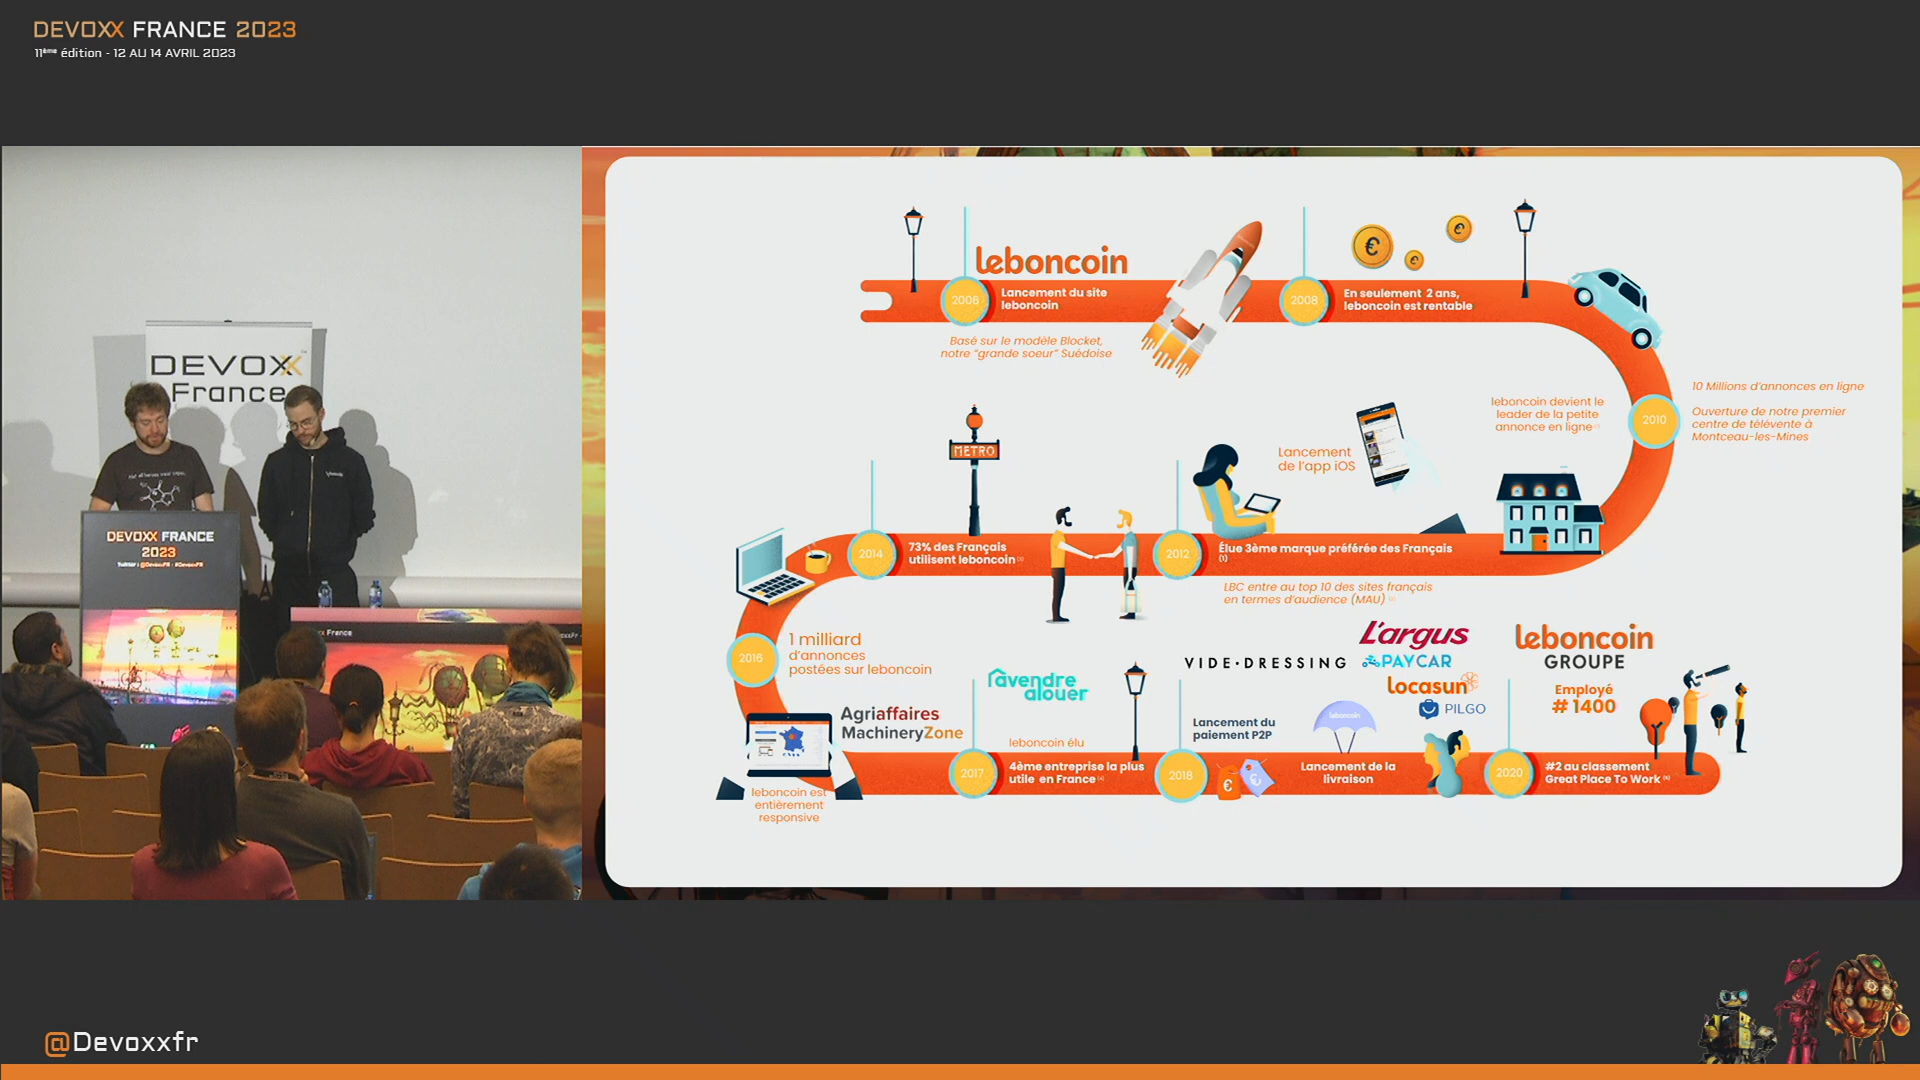 DEVOXX FRANCE 2023
11ème édition - 12 AU 14 AVRIL 2023
DEVOXX
France
DEVOXX FRANCE
2023
Twitter : @DevoxxFR - #DevoxxFR
France
leboncoin
2006
Lancement du site
leboncoin
Basé sur le modèle Blocket,
notre "grande soeur" Suédoise
2008
En seulement 2 ans,
leboncoin est rentable
2010
10 Millions d'annonces en ligne
Ouverture de notre premier
centre de télévente à
Montceau-les-Mines
leboncoin devient le
leader de la petite
annonce en ligne
Lancement
de l'app iOS
METRO
2012
Élue 3ème marque préférée des Français
(1)
LBC entre au top 10 des sites français
en termes d'audience (MAU)
2014
73% des Français
utilisent leboncoin
2016
1 milliard
d'annonces
postées sur leboncoin
Agriaffaires
MachineryZone
leboncoin est
entièrement
responsive
àvendre
àlouer
2017
leboncoin élu
4ème entreprise la plus
utile en France
VIDE•DRESSING
L'argus
PAYCAR
Locasun
PILGO
2018
Lancement du
paiement P2P
leboncoin
Lancement de la
livraison
leboncoin
GROUPE
Employé
# 1400
2020
#2 au classement
Great Place To Work
@Devoxxfr